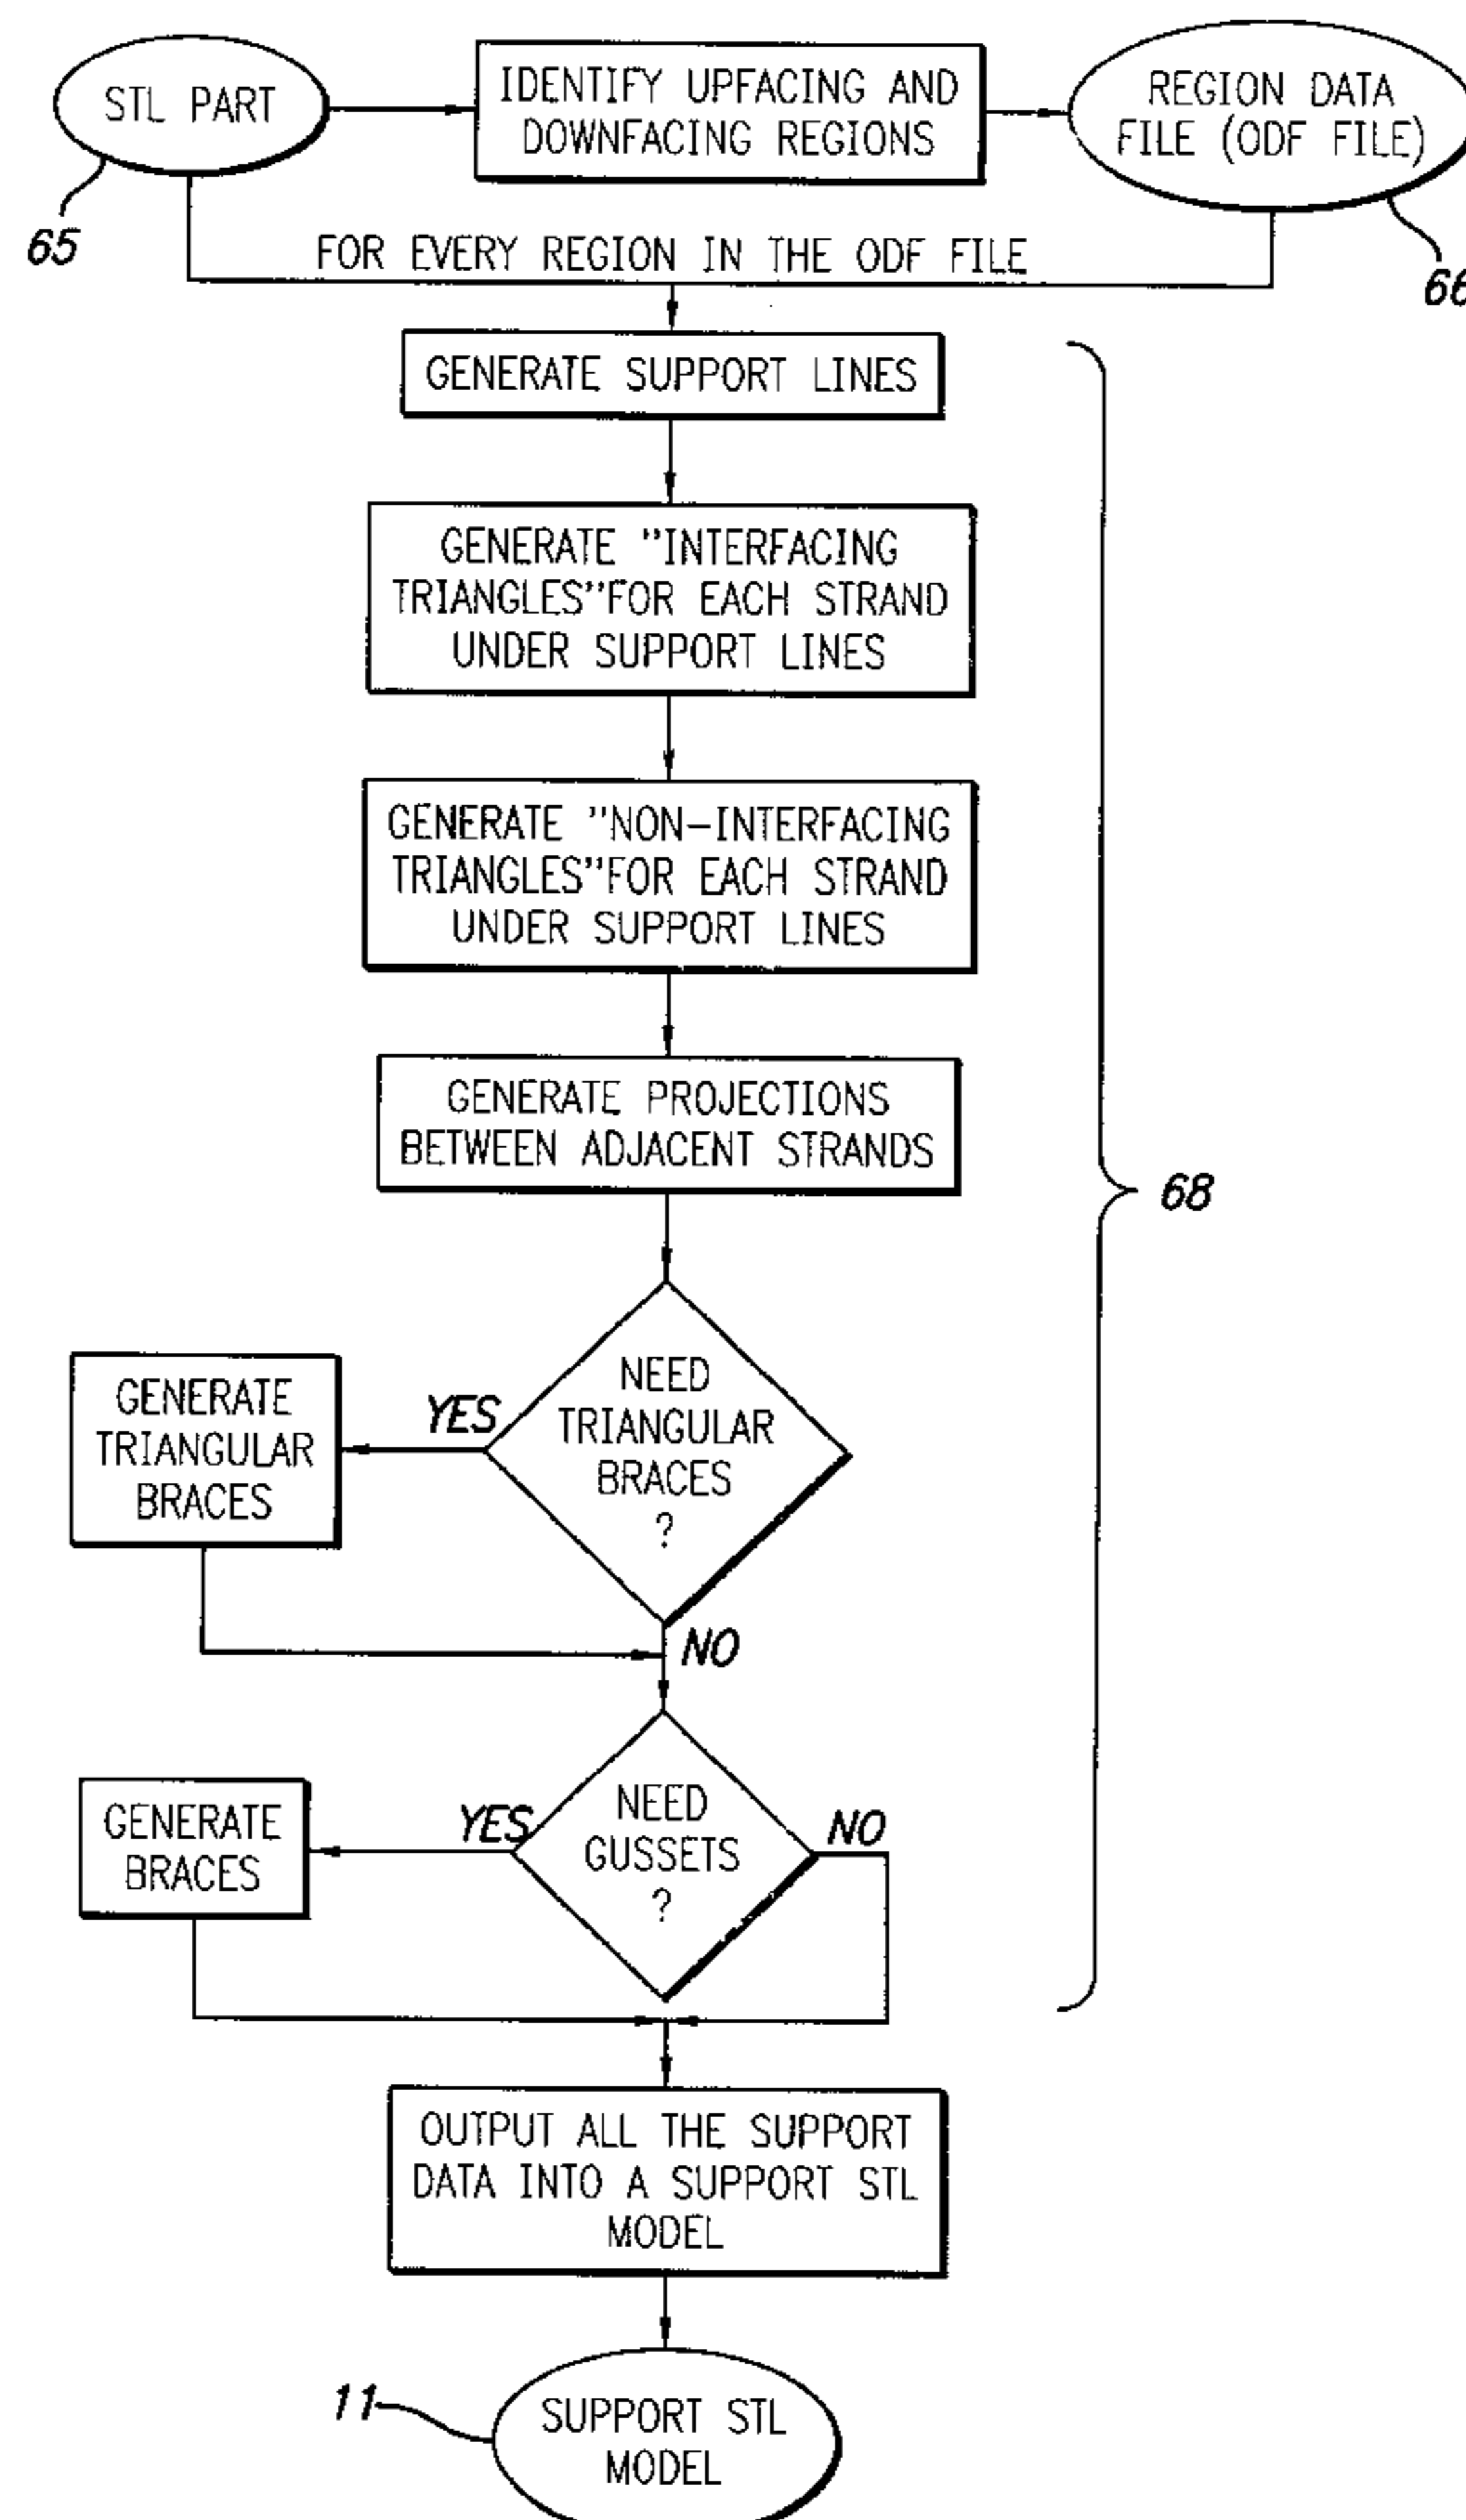 STL PART
IDENTIFY UPFACING AND
DOWNFACING REGIONS
REGION DATA
FILE (ODF FILE)
65
66
FOR EVERY REGION IN THE ODF FILE
GENERATE SUPPORT LINES
GENERATE "INTERFACING
TRIANGLES"FOR EACH STRAND
UNDER SUPPORT LINES
GENERATE "NON-INTERFACING
TRIANGLES"FOR EACH STRAND
UNDER SUPPORT LINES
GENERATE PROJECTIONS
BETWEEN ADJACENT STRANDS
68
NEED
TRIANGULAR
BRACES
?
YES
GENERATE
TRIANGULAR
BRACES
NO
NEED
GUSSETS
?
YES
NO
GENERATE
BRACES
OUTPUT ALL THE SUPPORT
DATA INTO A SUPPORT STL
MODEL
11
SUPPORT STL
MODEL